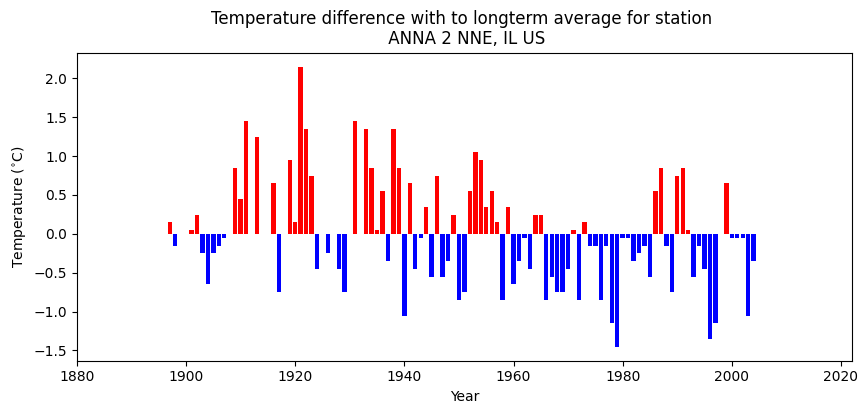 Temperature difference with to longterm average for station
ANNA 2 NNE, IL US
Temperature (°C)
2.0
1.5
1.0
0.5
0.0
−0.5
−1.0
−1.5
1880 1900 1920 1940 1960 1980 2000 2020
Year